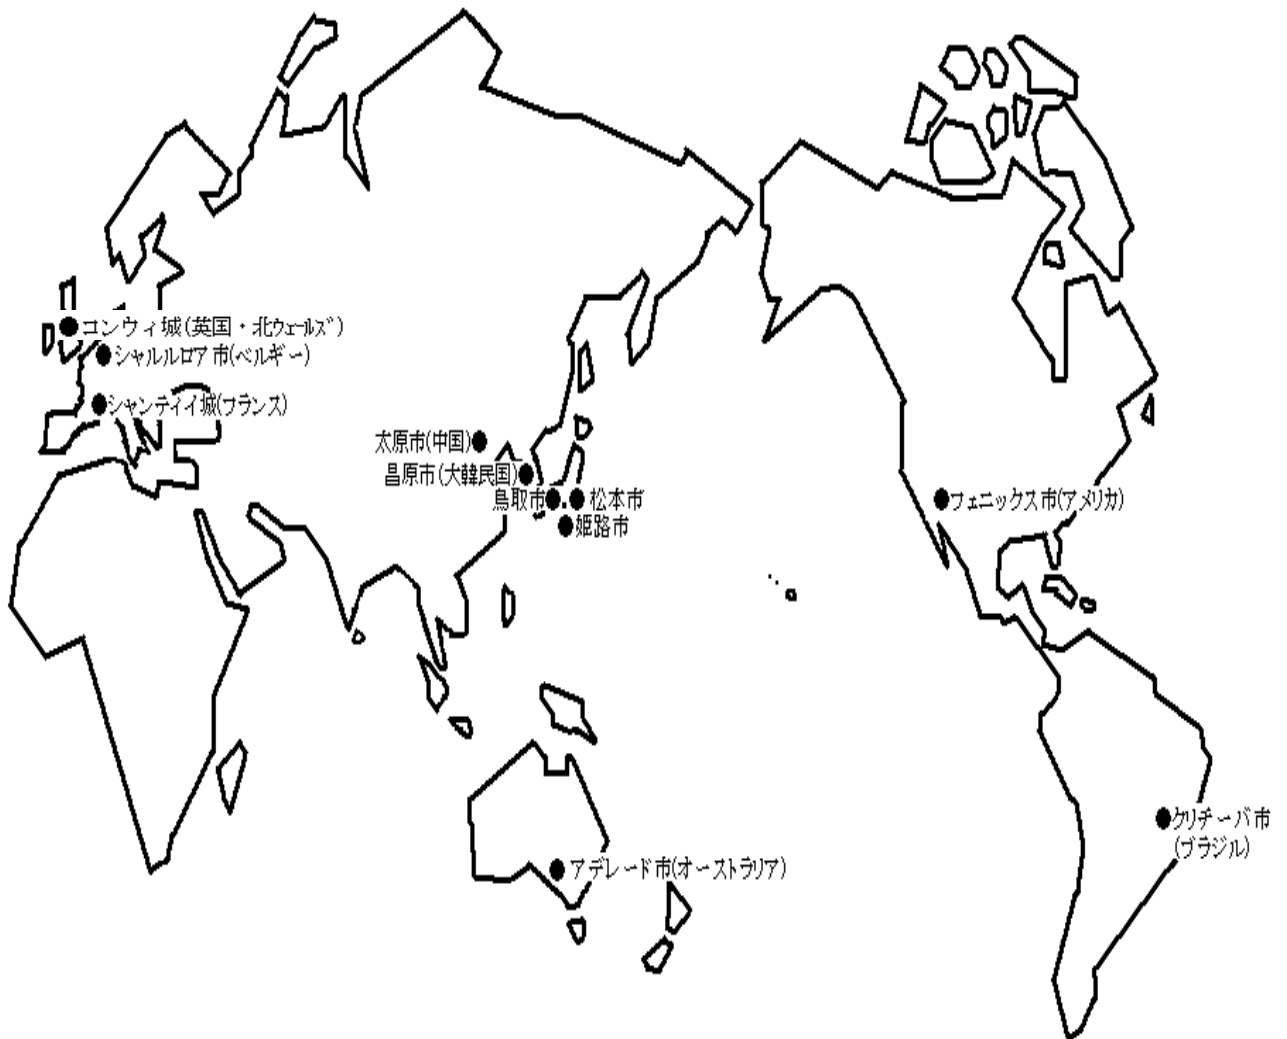 コンウィ城(英国・北ウェールズ)
シャルルロア市(ベルギー)
シャンティイ城(フランス)
太原市(中国)
昌原市(大韓民国)
鳥取市
松本市
姫路市
フェニックス市(アメリカ)
クリチーバ市
(ブラジル)
アデレード市(オーストラリア)